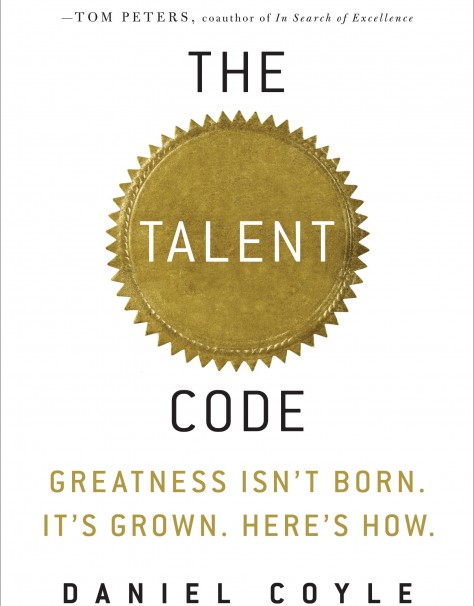 —TOM PETERS, coauthor of In Search of Excellence
THE
TALENT
CODE
GREATNESS ISN'T BORN.
IT'S GROWN. HERE'S HOW.
DANIEL COYLE